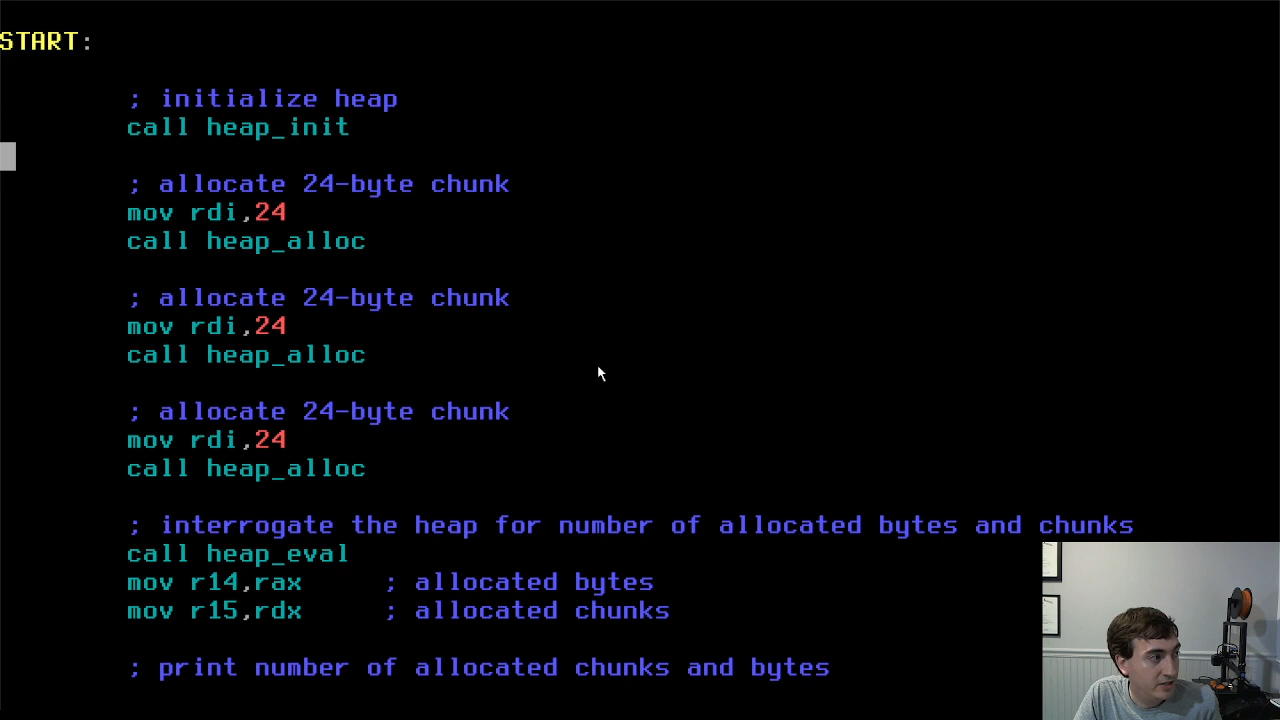 START:
; initialize heap
call heap_init
; allocate 24-byte chunk
mov rdi,24
call heap_alloc
; allocate 24-byte chunk
mov rdi,24
call heap_alloc
; allocate 24-byte chunk
mov rdi,24
call heap_alloc
; interrogate the heap for number of allocated bytes and chunks
call heap_eval
mov r14,rax ; allocated bytes
mov r15,rdx ; allocated chunks
; print number of allocated chunks and bytes